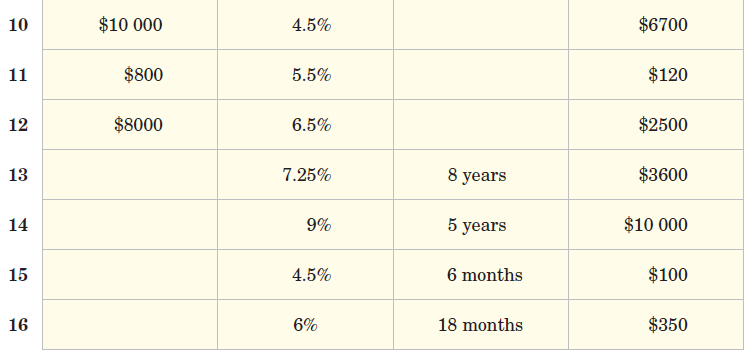 10 $10 000 4.5% $6700
11 $800 5.5% $120
12 $8000 6.5% $2500
13 7.25% 8 years $3600
14 9% 5 years $10 000
15 4.5% 6 months $100
16 6% 18 months $350